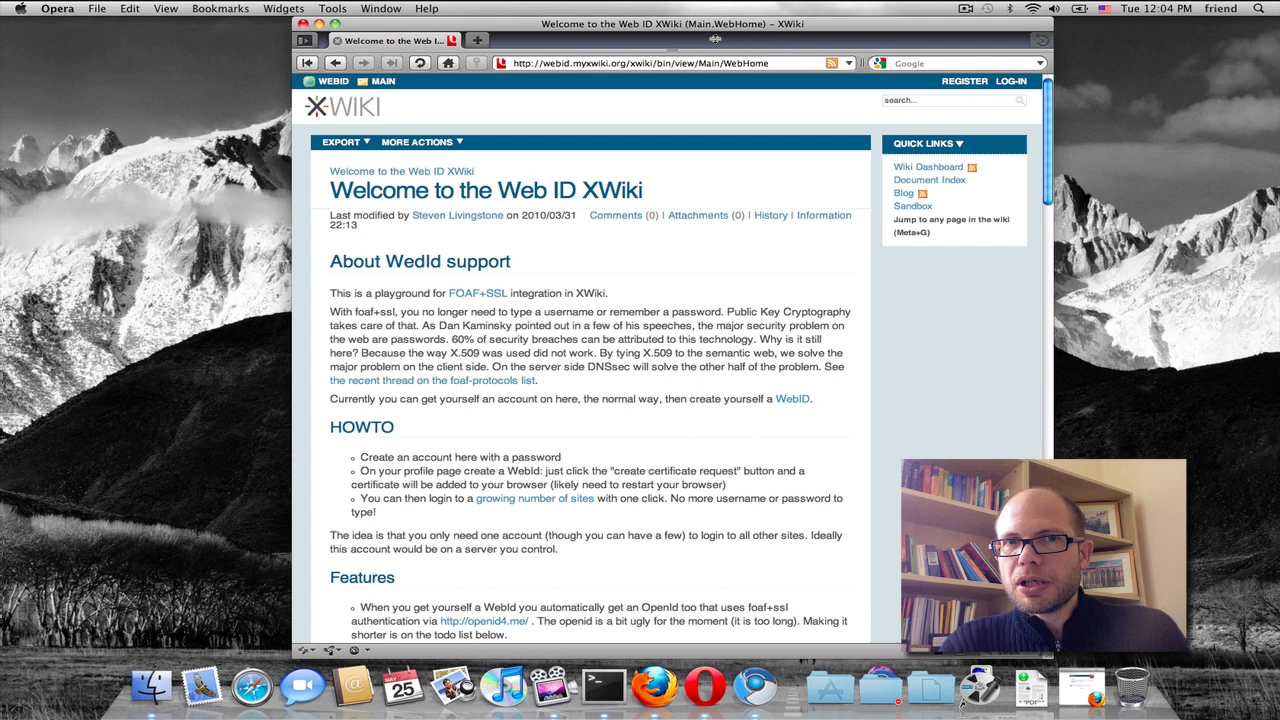 Opera File Edit View Bookmarks Widgets Tools Window Help Tue 12:04 PM friend
Welcome to the Web ID XWiki (Main.WebHome) – XWiki
Welcome to the Web I...
http://webid.myxwiki.org/xwiki/bin/view/Main/WebHome Google
WEBID MAIN REGISTER LOG-IN
XWIKI search...
EXPORT MORE ACTIONS
Welcome to the Web ID XWiki
Welcome to the Web ID XWiki
Last modified by Steven Livingstone on 2010/03/31 Comments (0) | Attachments (0) | History | Information
22:13
About WedId support
This is a playground for FOAF+SSL integration in XWiki.
With foaf+ssl, you no longer need to type a username or remember a password. Public Key Cryptography
takes care of that. As Dan Kaminsky pointed out in a few of his speeches, the major security problem on
the web are passwords. 60% of security breaches can be attributed to this technology. Why is it still
here? Because the way X.509 was used did not work. By tying X.509 to the semantic web, we solve the
major problem on the client side. On the server side DNSsec will solve the other half of the problem. See
the recent thread on the foaf-protocols list.
Currently you can get yourself an account on here, the normal way, then create yourself a WebID.
HOWTO
Create an account here with a password
On your profile page create a WebId: just click the "create certificate request" button and a
certificate will be added to your browser (likely need to restart your browser)
You can then login to a growing number of sites with one click. No more username or password to
type!
The idea is that you only need one account (though you can have a few) to login to all other sites. Ideally
this account would be on a server you control.
Features
When you get yourself a WebId you automatically get an OpenId too that uses foaf+ssl
authentication via http://openid4.me/ . The openid is a bit ugly for the moment (it is too long). Making it
shorter is on the todo list below.
QUICK LINKS
Wiki Dashboard
Document Index
Blog
Sandbox
Jump to any page in the wiki
(Meta+G)
MAY
25
PDF